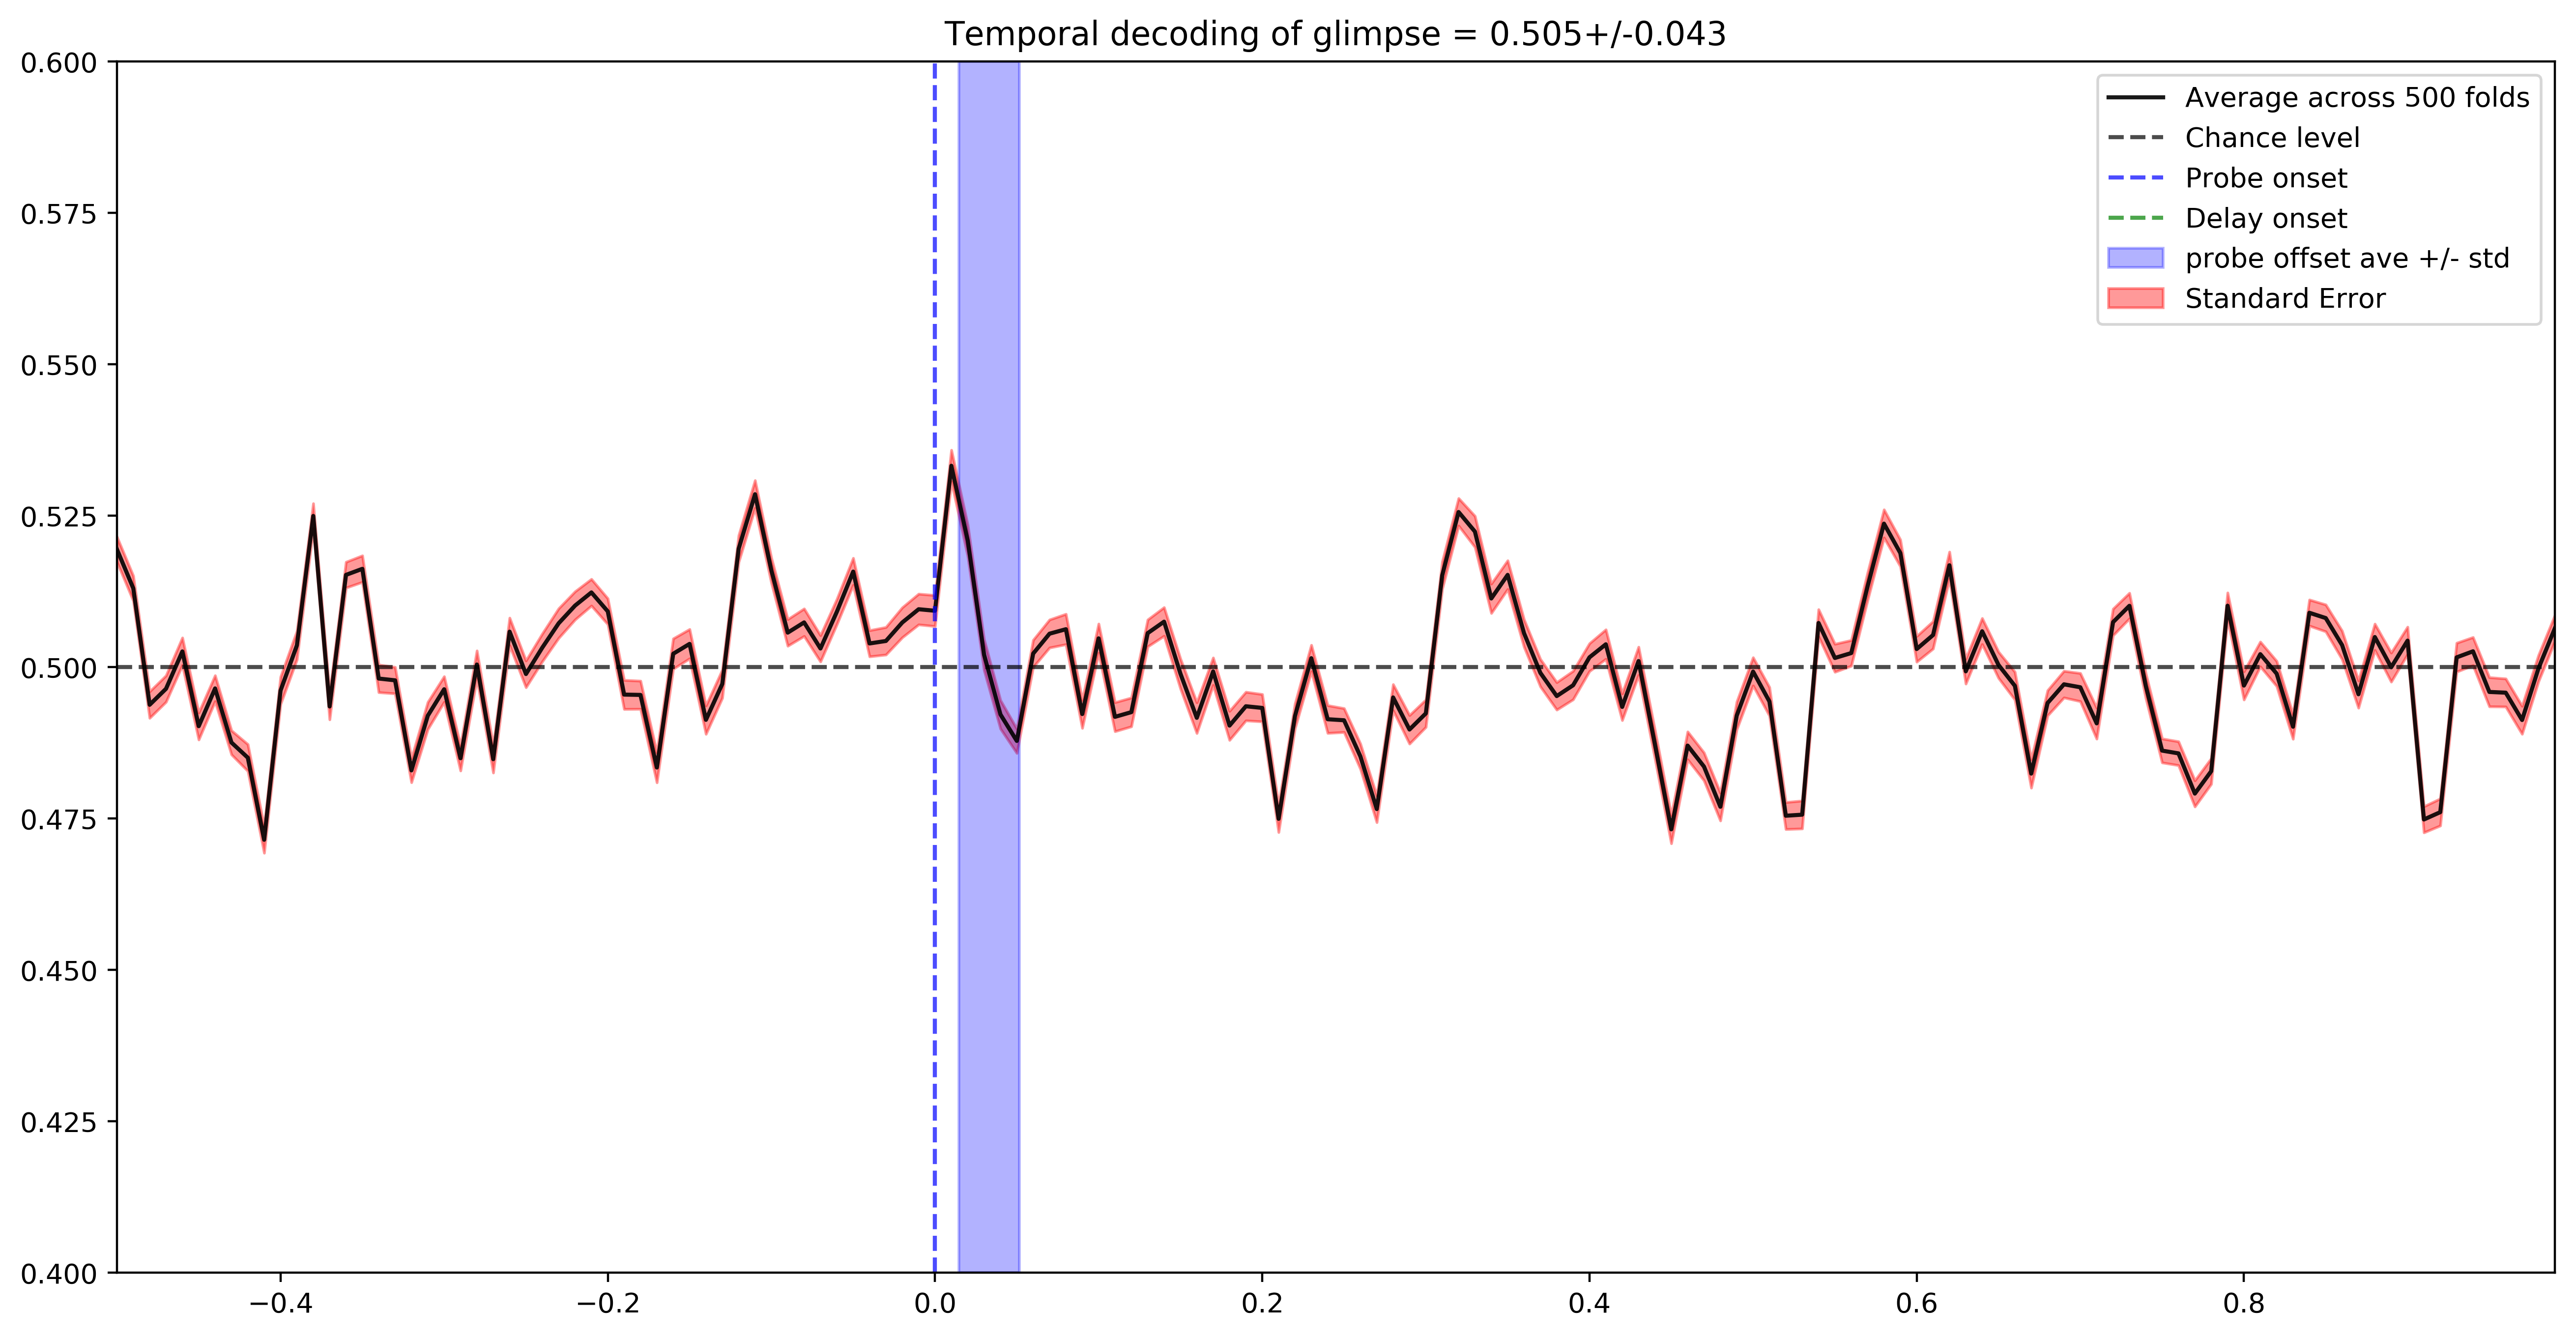 Temporal decoding of glimpse = 0.505+/-0.043
0.600
0.575
0.550
0.525
0.500
0.475
0.450
0.425
0.400
−0.4
−0.2
0.0
0.2
0.4
0.6
0.8
Average across 500 folds
Chance level
Probe onset
Delay onset
probe offset ave +/- std
Standard Error